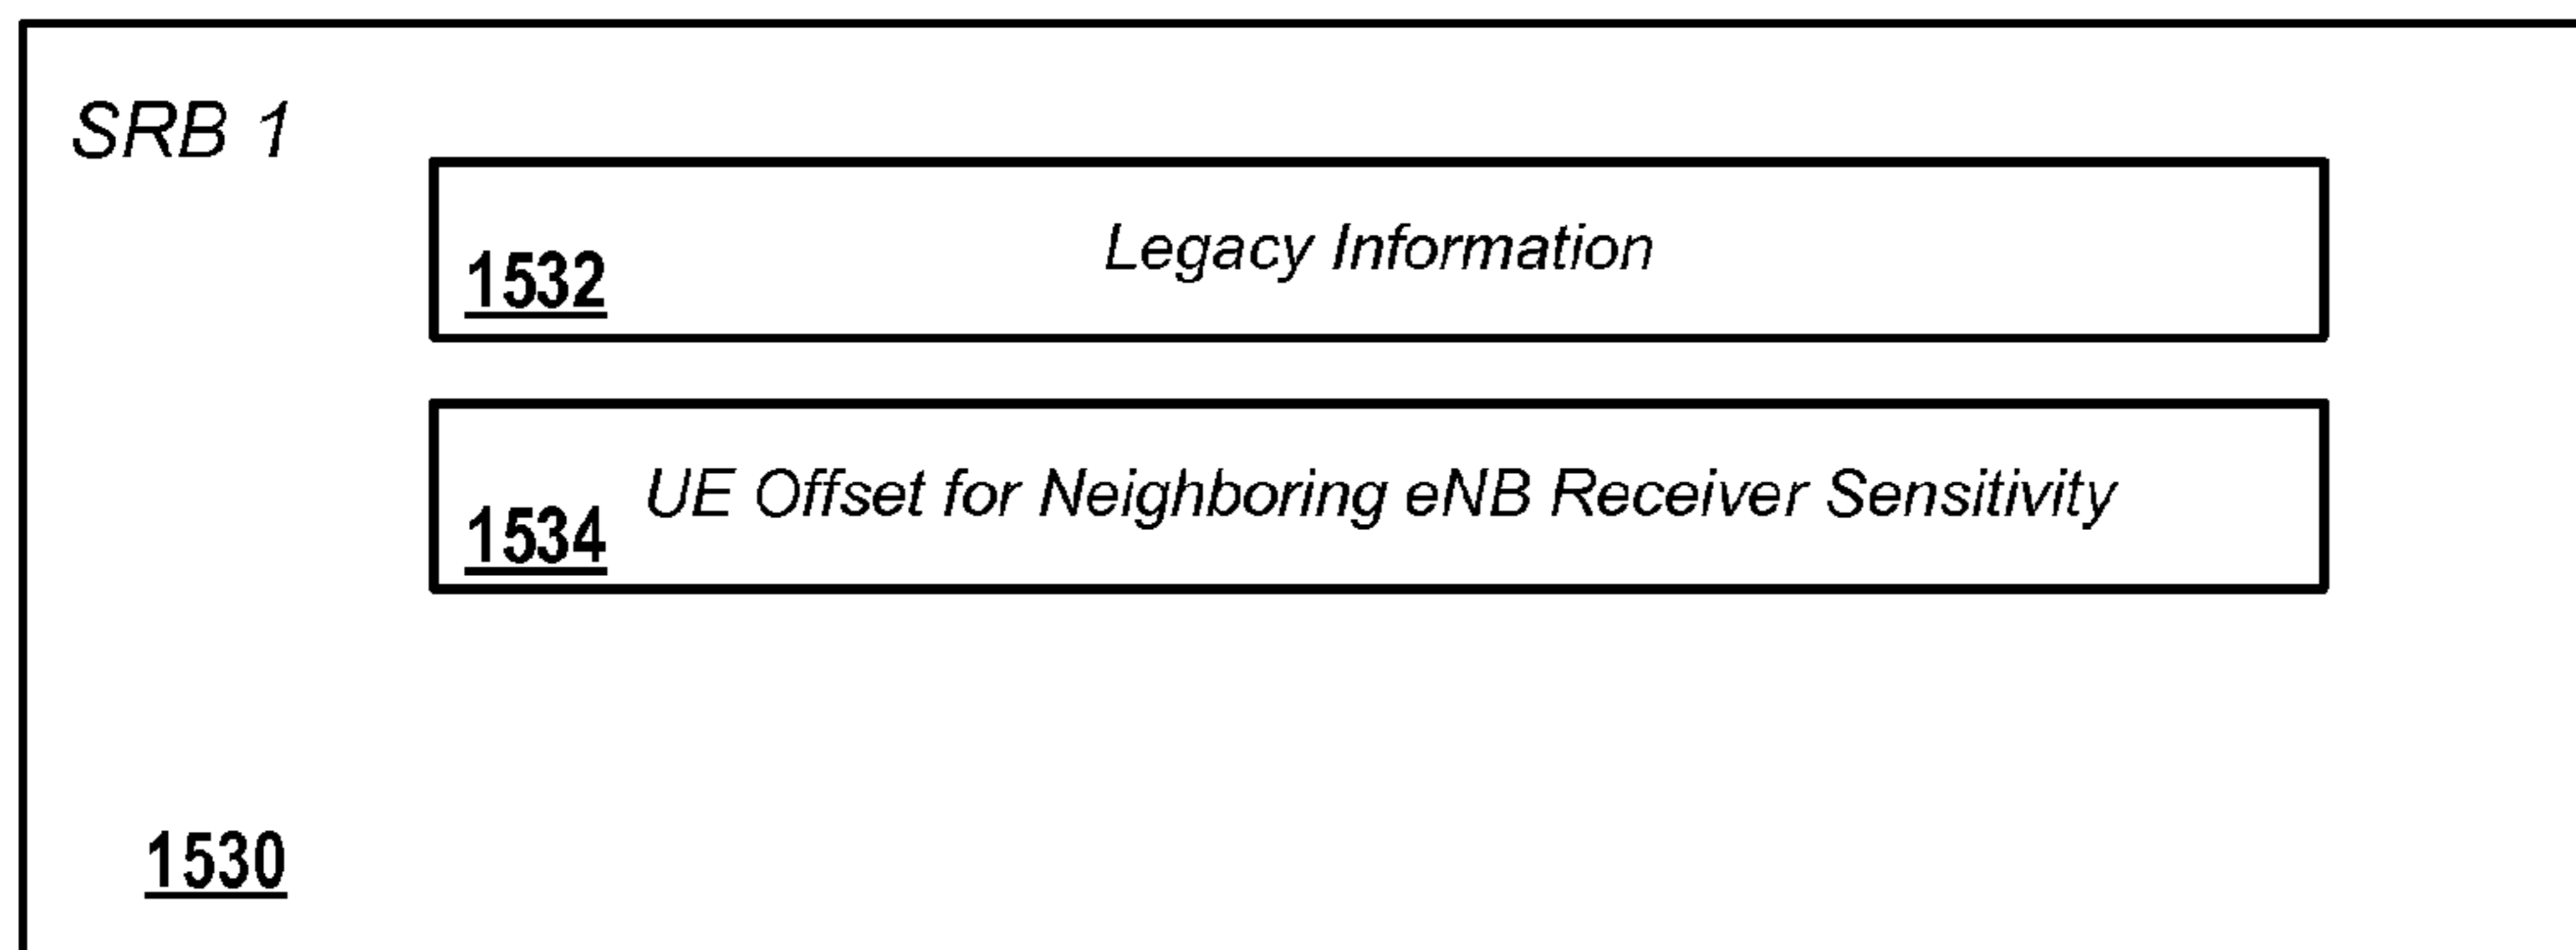 SRB 1
Legacy Information
1532
UE Offset for Neighboring eNB Receiver Sensitivity
1534
1530